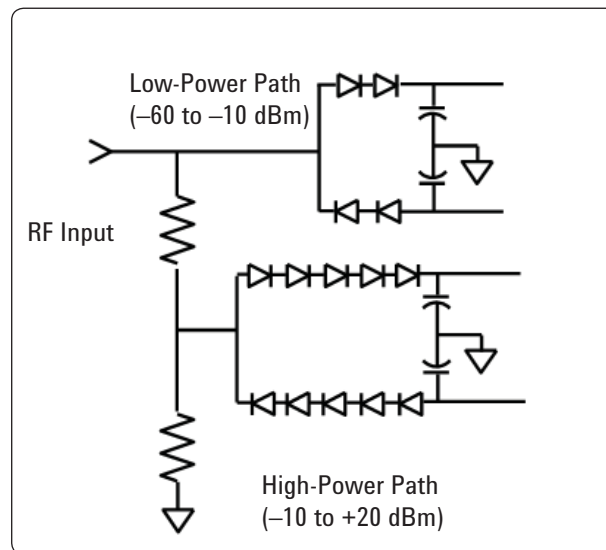 Low-Power Path
(–60 to –10 dBm)
RF Input
High-Power Path
(–10 to +20 dBm)